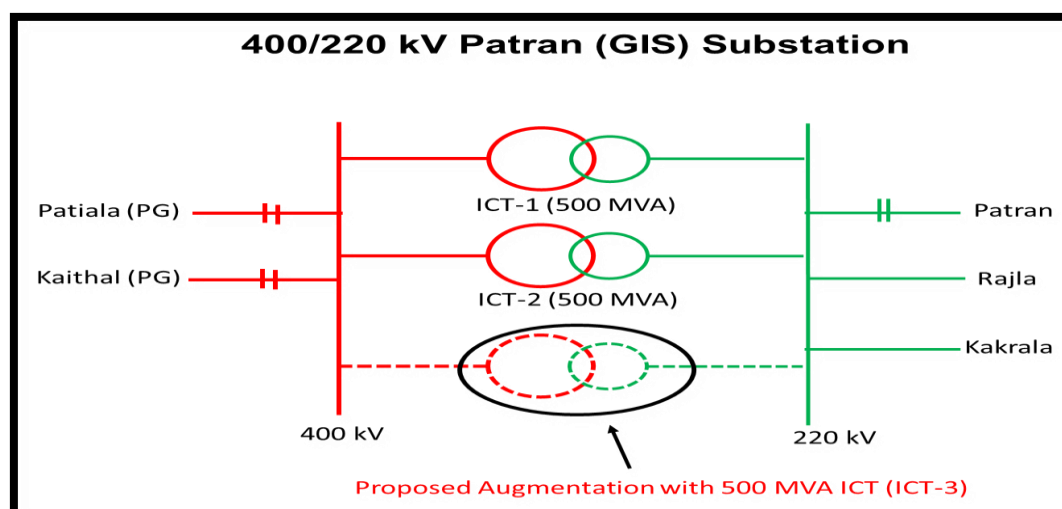 400/220 kV Patran (GIS) Substation
ICT-1 (500 MVA)
Patiala (PG)
Patran
Kaithal (PG)
Rajla
ICT-2 (500 MVA)
Kakrala
400 kV
220 kV
Proposed Augmentation with 500 MVA ICT (ICT-3)